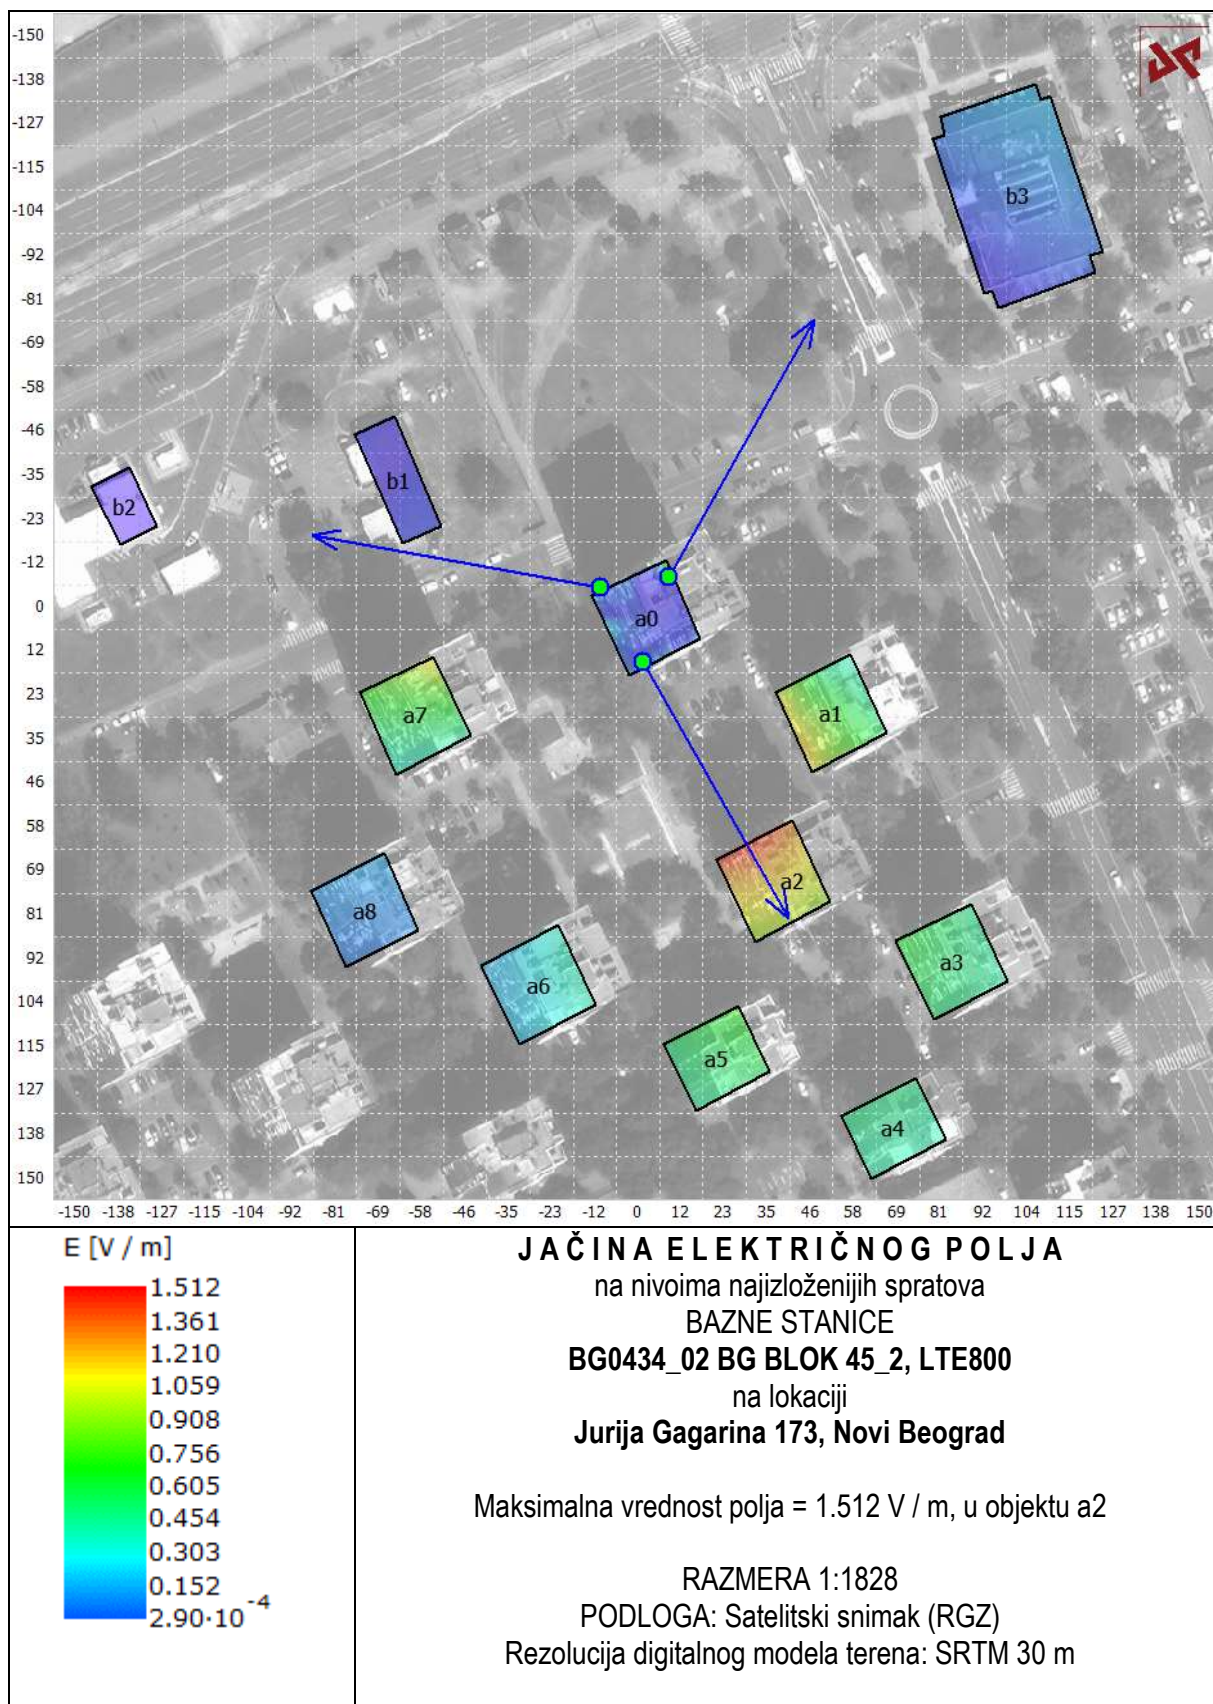 -150
-138
-127
-115
-104
-92
-81
-69
-58
-46
-35
-23
-12
0
12
23
35
46
58
69
81
92
104
115
127
138
150
b3
b1
b2
a0
a7
a1
a2
a8
a3
a6
a5
a4
-150 -138 -127 -115 -104 -92 -81 -69 -58 -46 -35 -23 -12 0 12 23 35 46 58 69 81 92 104 115 127 138 150
E [V / m]
1.512
1.361
1.210
1.059
0.908
0.756
0.605
0.454
0.303
0.152
2.90·10⁻⁴
JAČINA ELEKTRIČNOG POLJA
na nivoima najizloženijih spratova
BAZNE STANICE
BG0434_02 BG BLOK 45_2, LTE800
na lokaciji
Jurija Gagarina 173, Novi Beograd
Maksimalna vrednost polja = 1.512 V / m, u objektu a2
RAZMERA 1:1828
PODLOGA: Satelitski snimak (RGZ)
Rezolucija digitalnog modela terena: SRTM 30 m